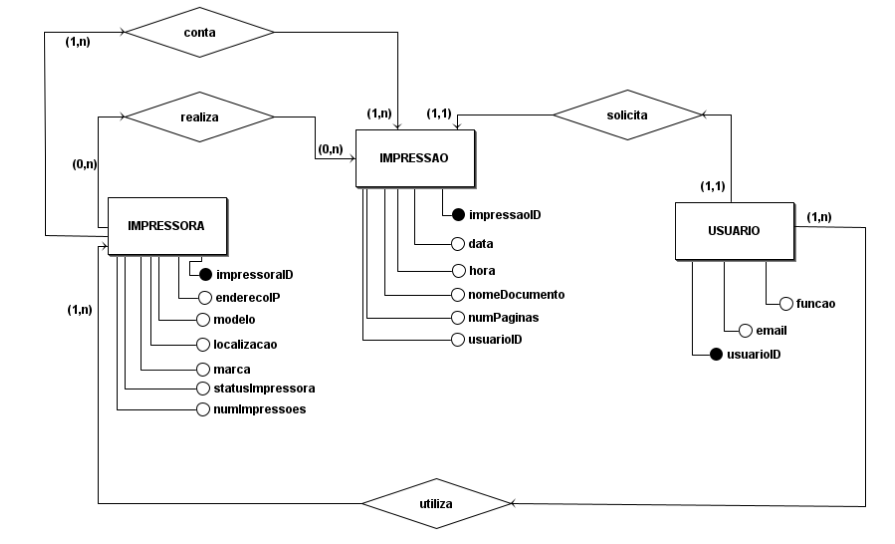 conta
(1,n)
(1,n)
(1,1)
solicita
realiza
(0,n)
IMPRESSAO
(0,n)
(1,1)
IMPRESSORA
impressaoID
(1,n)
USUARIO
data
impressoraID
hora
enderecoIP
nomeDocumento
funcao
(1,n)
modelo
numPaginas
email
localizacao
usuarioID
usuarioID
marca
statusImpressora
numImpressoes
utiliza